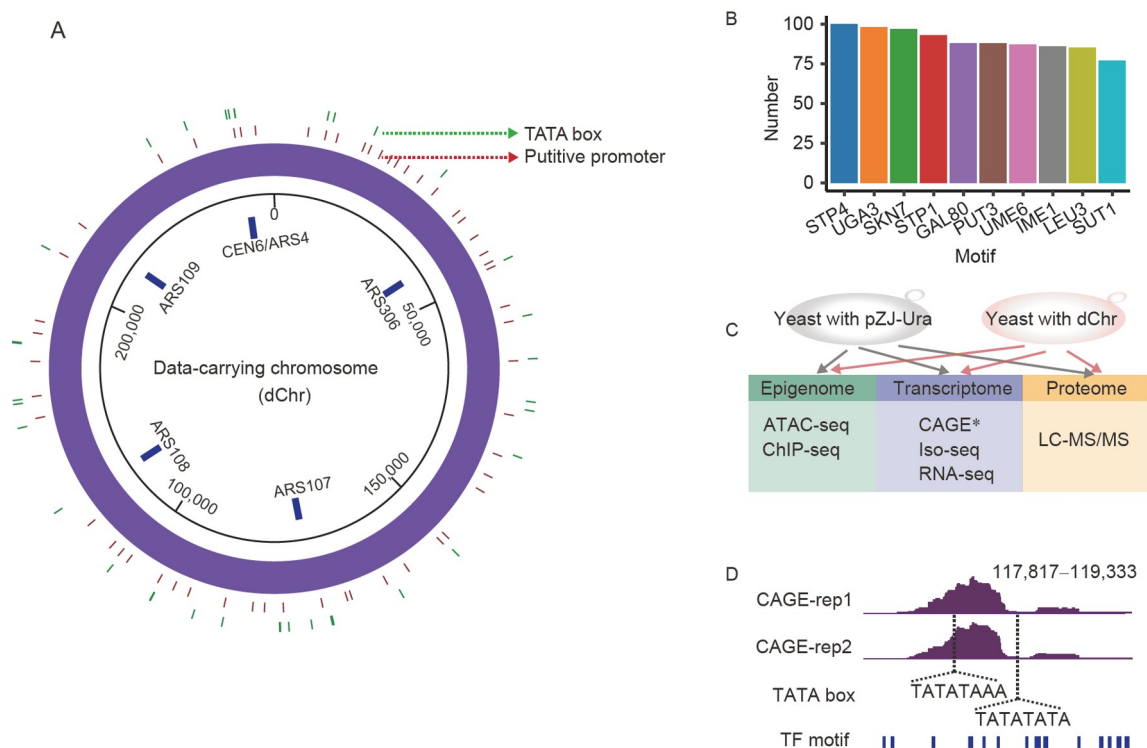 A
TATA box
Putitive promoter
0
CEN6/ARS4
ARS306
50,000
ARS109
200,000
Data-carrying chromosome
(dChr)
ARS108
100,000
ARS107
150,000
B
Number
100
75
50
25
0
STP4
UGA3
SKN7
STP1
GAL80
PUT3
UME6
IME1
LEU3
SUT1
Motif
C
Yeast with pZJ-Ura
Yeast with dChr
Epigenome
Transcriptome
Proteome
ATAC-seq
ChIP-seq
CAGE*
Iso-seq
RNA-seq
LC-MS/MS
D
117,817–119,333
CAGE-rep1
CAGE-rep2
TATA box
TATATAAA
TATATATA
TF motif